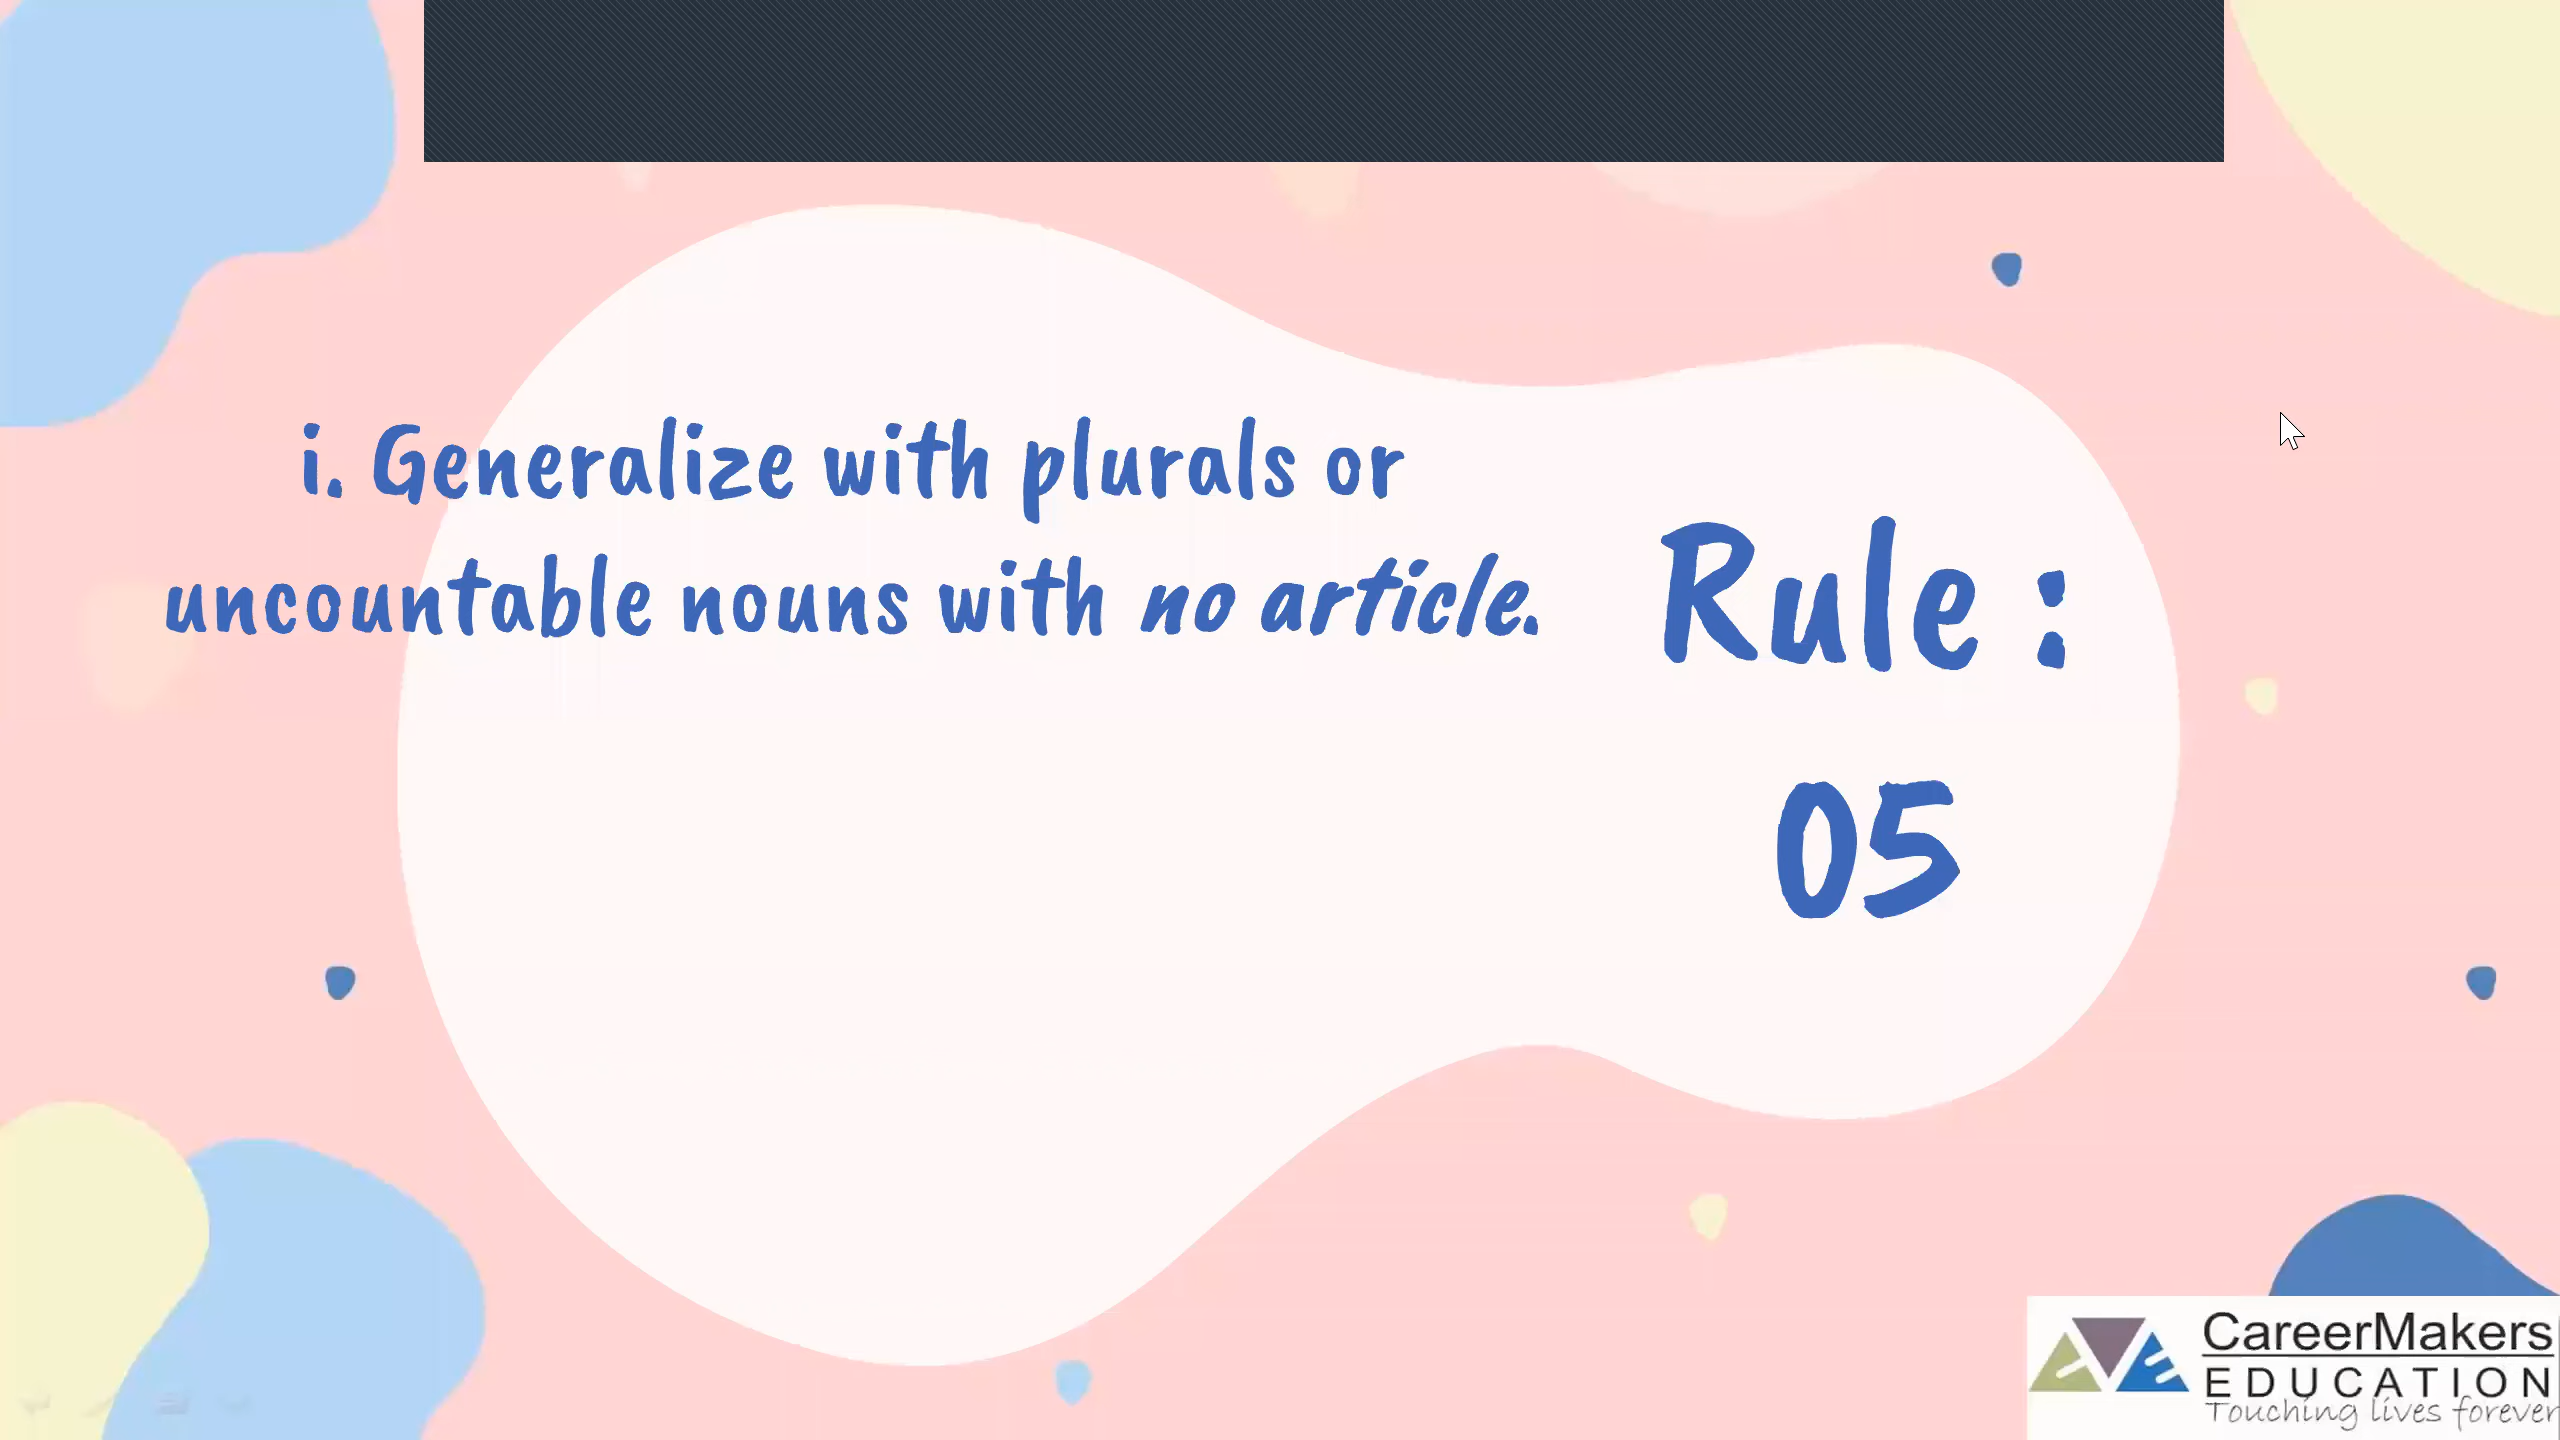 i. Generalize with plurals or
uncountable nouns with no article.
Rule :
05
CareerMakers
EDUCATION
Touching lives forever